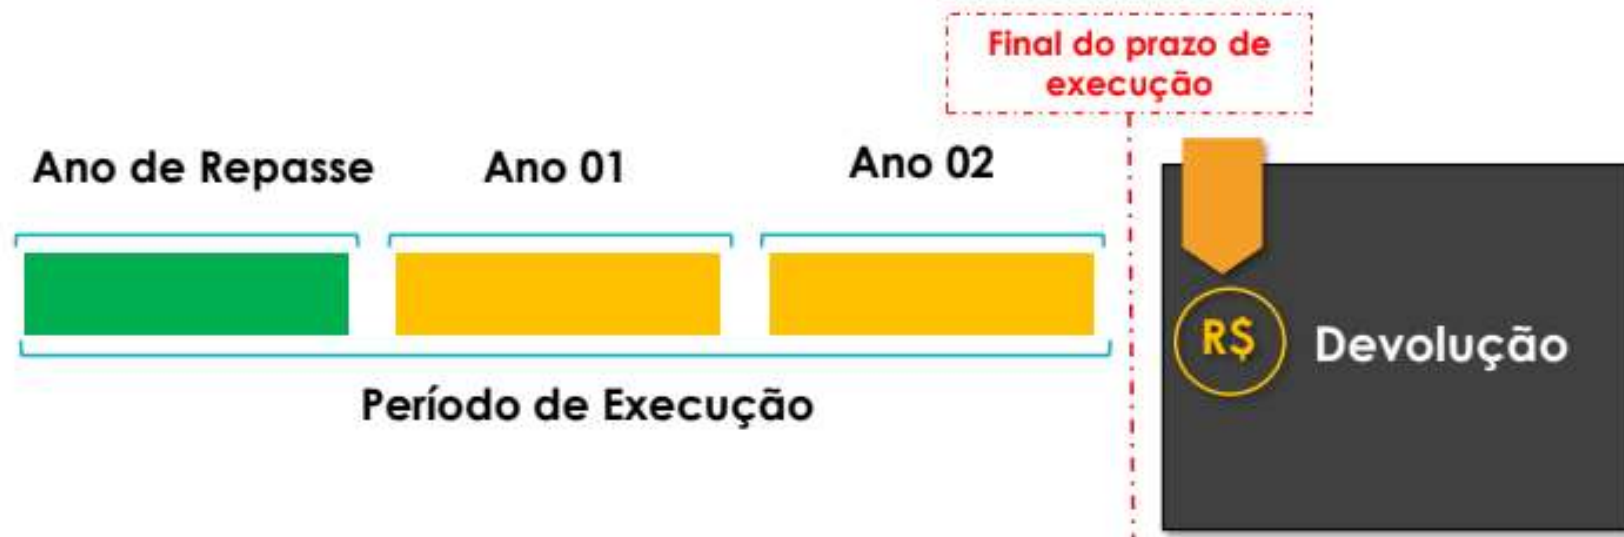 Final do prazo de
execução
Ano de Repasse
Ano 01
Ano 02
R$
Devolução
Período de Execução